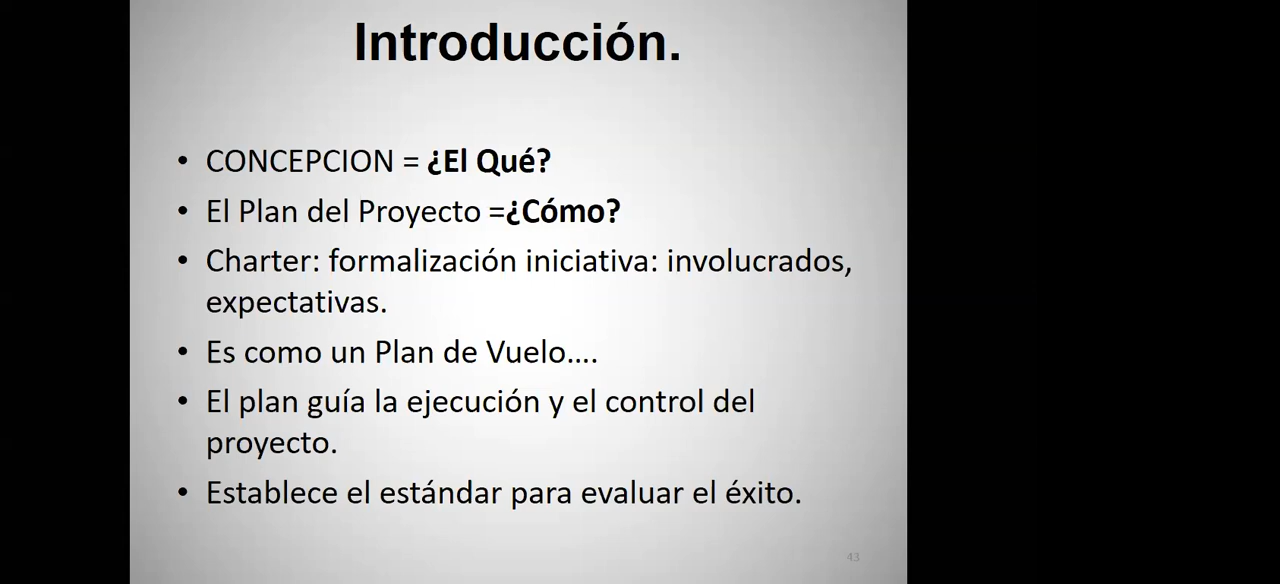 Introducción.
• CONCEPCION = ¿El Qué?
• El Plan del Proyecto =¿Cómo?
• Charter: formalización iniciativa: involucrados,
expectativas.
• Es como un Plan de Vuelo....
• El plan guía la ejecución y el control del
proyecto.
• Establece el estándar para evaluar el éxito.
43